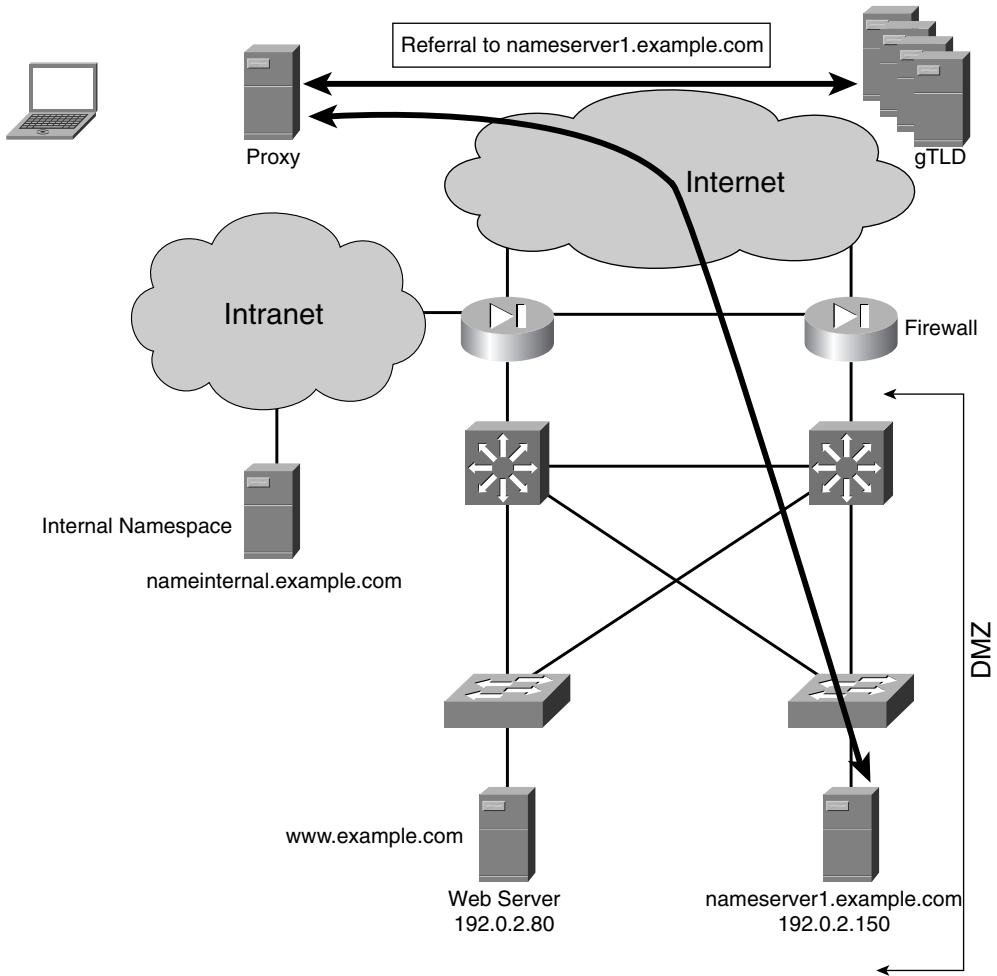 Referral to nameserver1.example.com
Proxy
gTLD
Internet
Intranet
Firewall
Internal Namespace
nameinternal.example.com
DMZ
www.example.com
Web Server
192.0.2.80
nameserver1.example.com
192.0.2.150